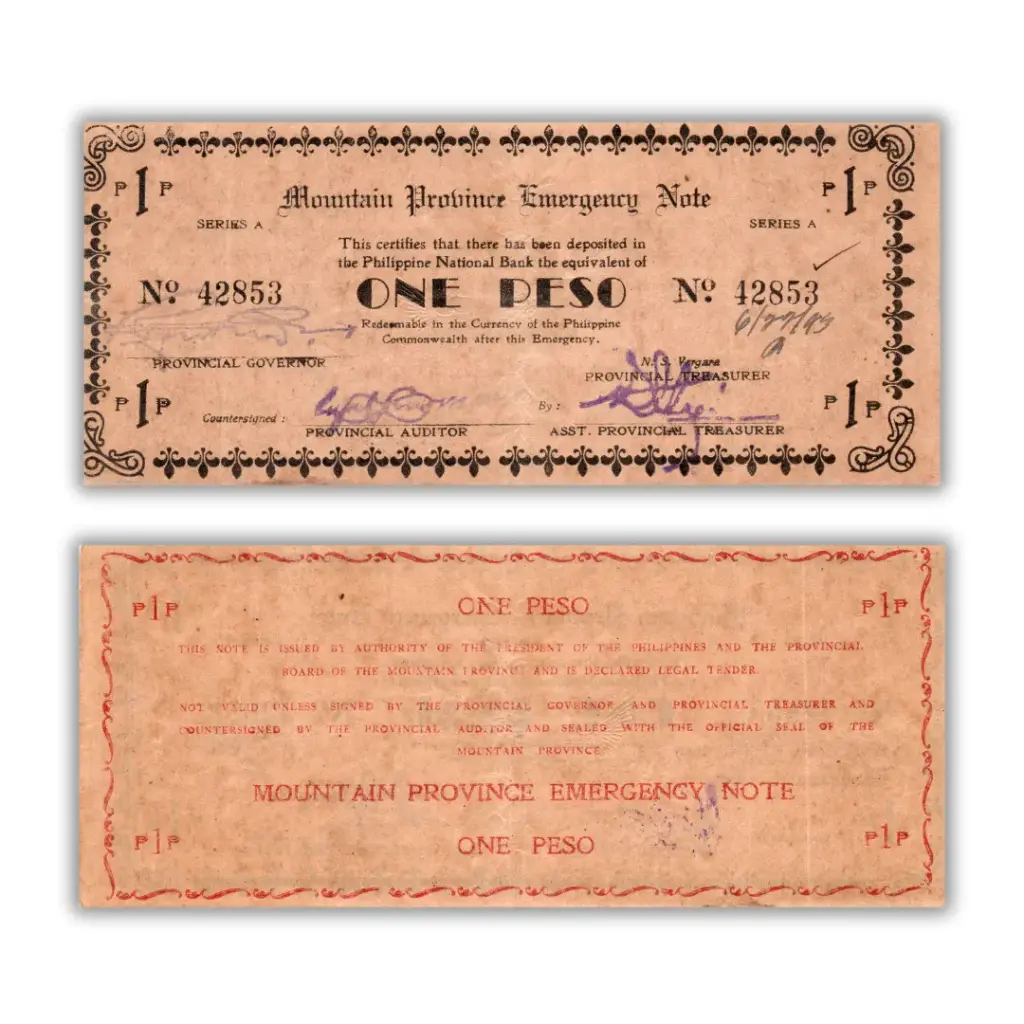 ₱ 1 ₱ Mountain Province Emergency Note ₱ 1 ₱
SERIES A SERIES A
This certifies that there has been deposited in
the Philippine National Bank the equivalent of
Nº 42853 ONE PESO Nº 42853
Redeemable in the Currency of the Philippine
Commonwealth after this Emergency.
6/22/45
PROVINCIAL GOVERNOR
N. S. Vergara
PROVINCIAL TREASURER
₱ 1 ₱ Countersigned : By : ₱ 1 ₱
PROVINCIAL AUDITOR ASST. PROVINCIAL TREASURER
₱1₱ ONE PESO ₱1₱
THIS NOTE IS ISSUED BY AUTHORITY OF THE PRESIDENT OF THE PHILIPPINES AND THE PROVINCIAL
BOARD OF THE MOUNTAIN PROVINCE AND IS DECLARED LEGAL TENDER.
NOT VALID UNLESS SIGNED BY THE PROVINCIAL GOVERNOR AND PROVINCIAL TREASURER AND
COUNTERSIGNED BY THE PROVINCIAL AUDITOR AND SEALED WITH THE OFFICIAL SEAL OF THE
MOUNTAIN PROVINCE
MOUNTAIN PROVINCE EMERGENCY NOTE
₱1₱ ONE PESO ₱1₱